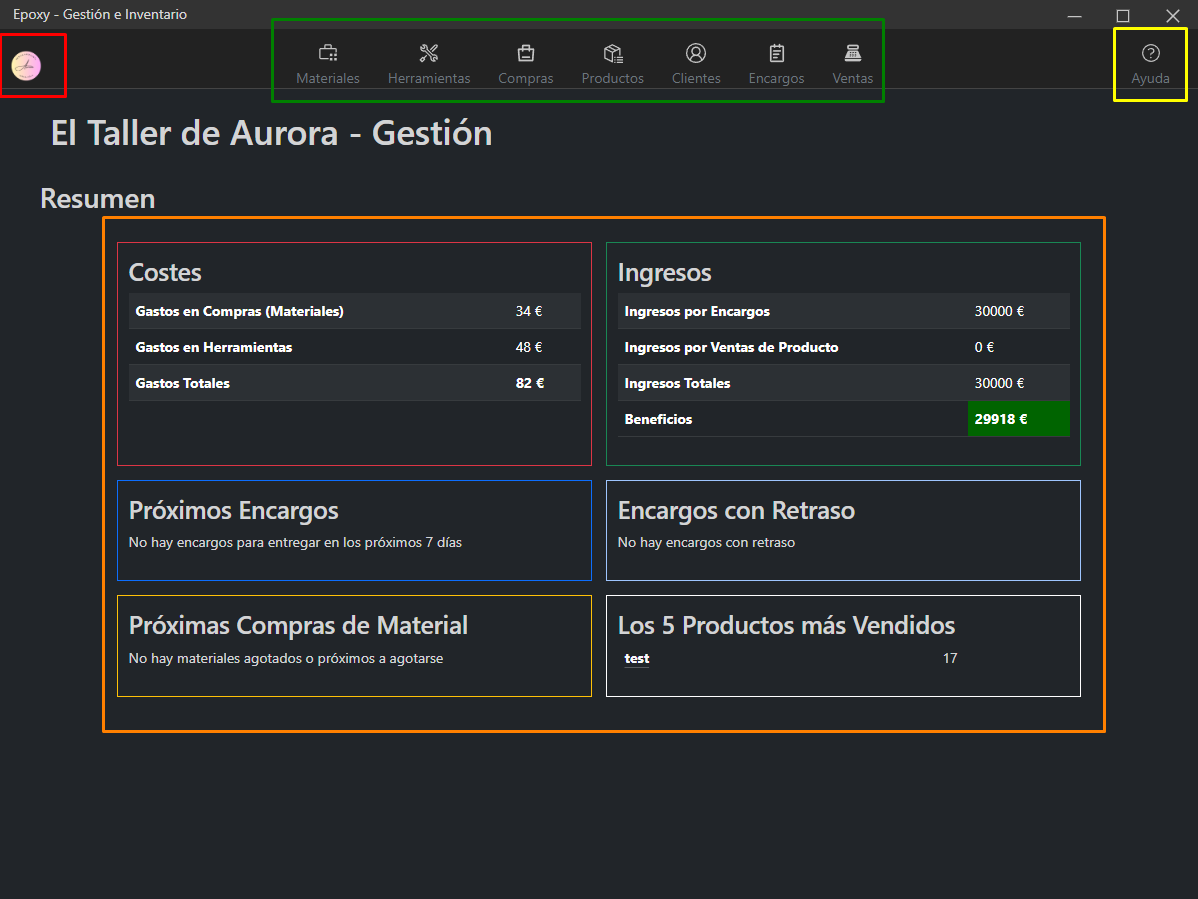 Epoxy - Gestión e Inventario
Materiales Herramientas Compras Productos Clientes Encargos Ventas Ayuda
El Taller de Aurora - Gestión
Resumen
Costes
Gastos en Compras (Materiales) 34 €
Gastos en Herramientas 48 €
Gastos Totales 82 €
Ingresos
Ingresos por Encargos 30000 €
Ingresos por Ventas de Producto 0 €
Ingresos Totales 30000 €
Beneficios 29918 €
Próximos Encargos
No hay encargos para entregar en los próximos 7 días
Encargos con Retraso
No hay encargos con retraso
Próximas Compras de Material
No hay materiales agotados o próximos a agotarse
Los 5 Productos más Vendidos
test 17